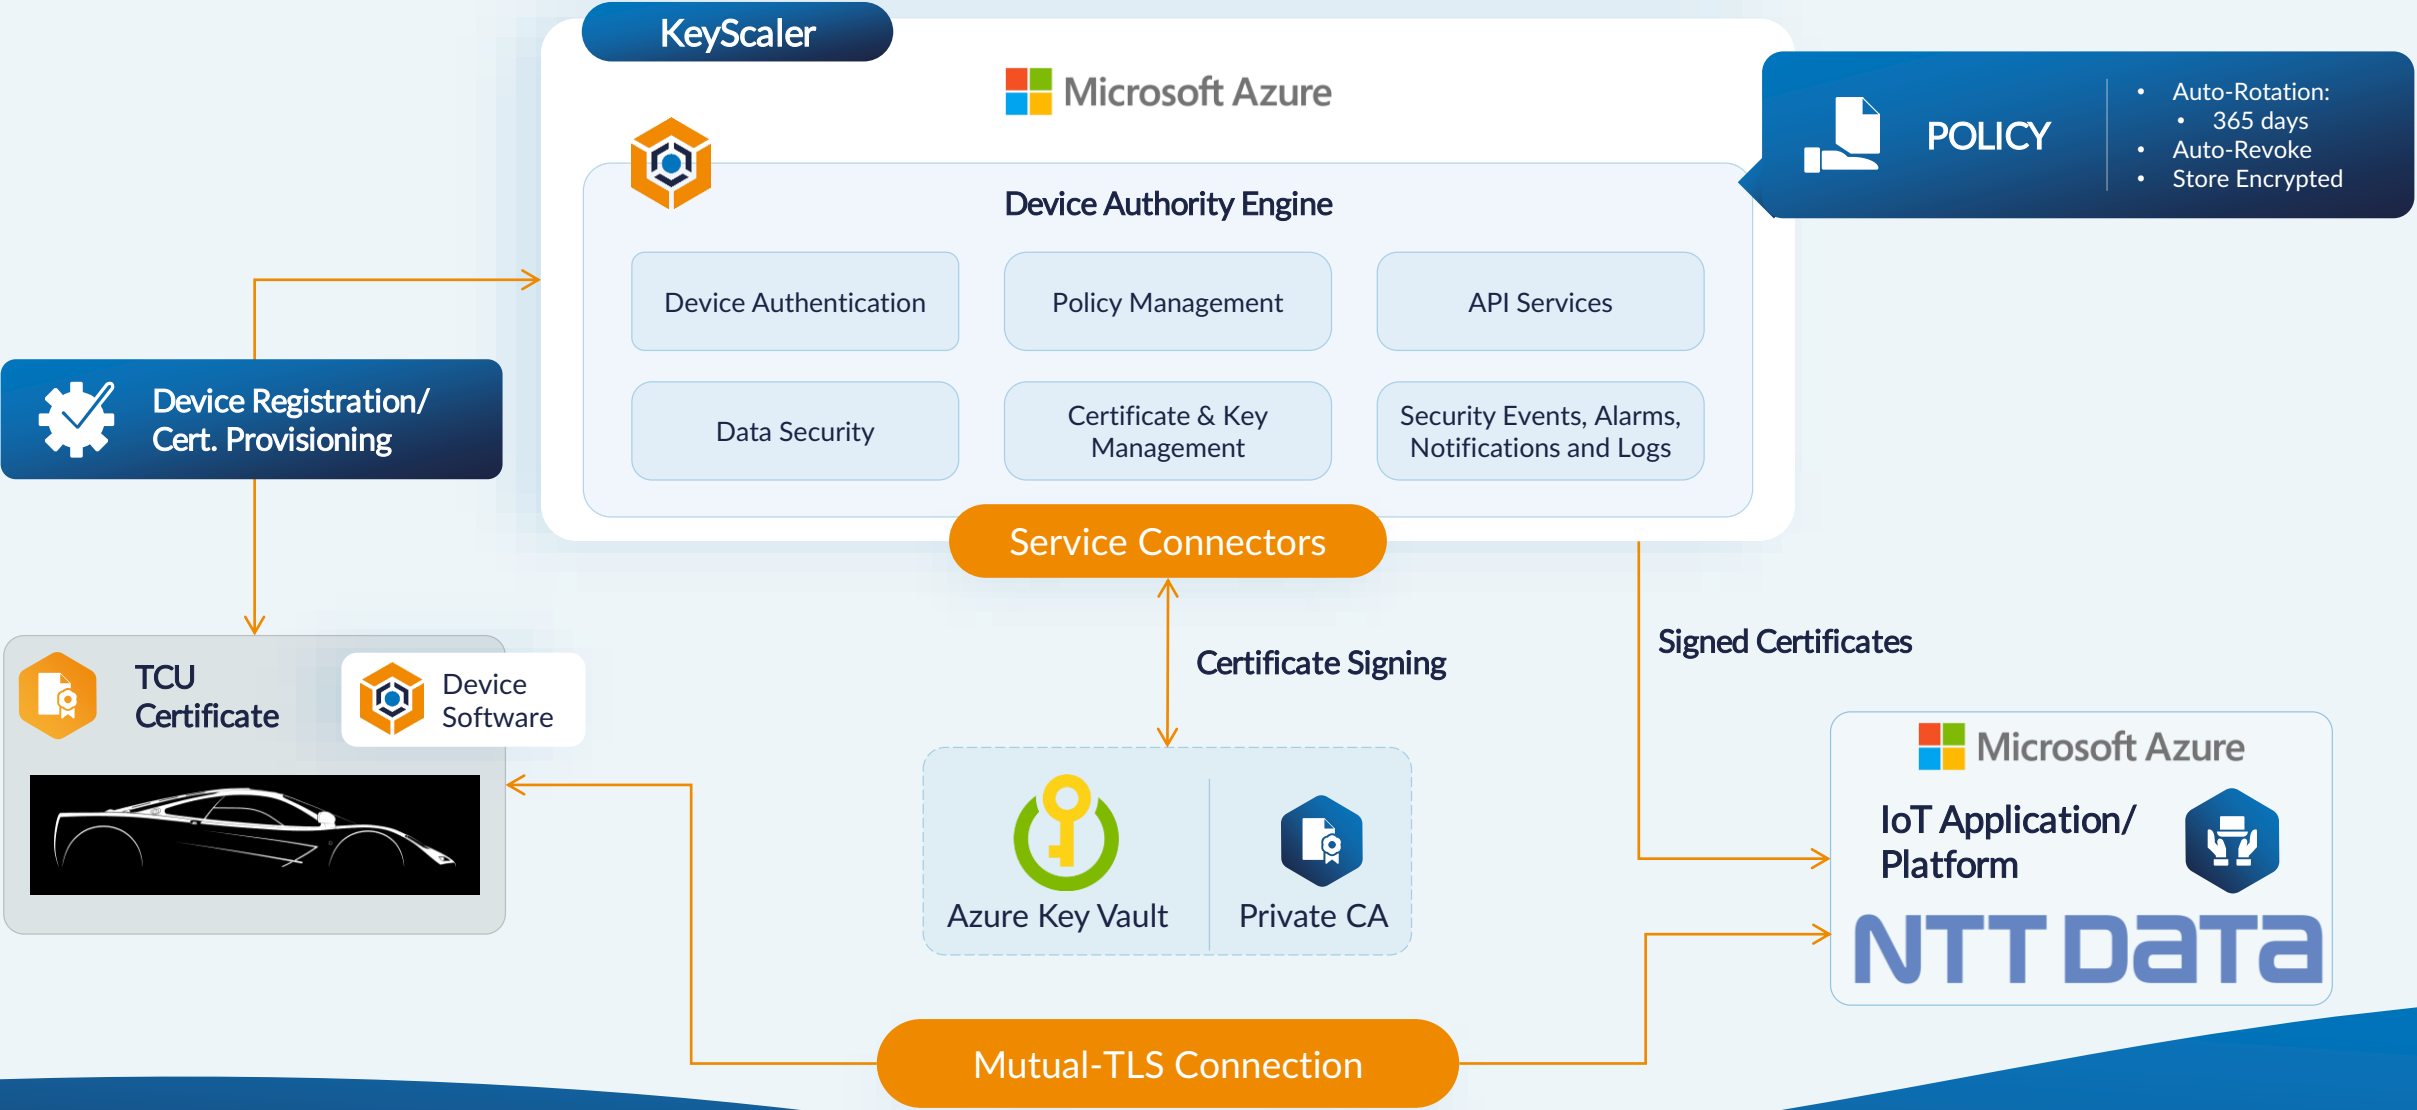 KeyScaler
Microsoft Azure
POLICY
• Auto-Rotation:
• 365 days
• Auto-Revoke
• Store Encrypted
Device Authority Engine
Device Authentication
Policy Management
API Services
Data Security
Certificate & Key
Management
Security Events, Alarms,
Notifications and Logs
Device Registration/
Cert. Provisioning
Service Connectors
Certificate Signing
Signed Certificates
TCU
Certificate
Device
Software
Azure Key Vault
Private CA
Microsoft Azure
IoT Application/
Platform
NTT DATA
Mutual-TLS Connection